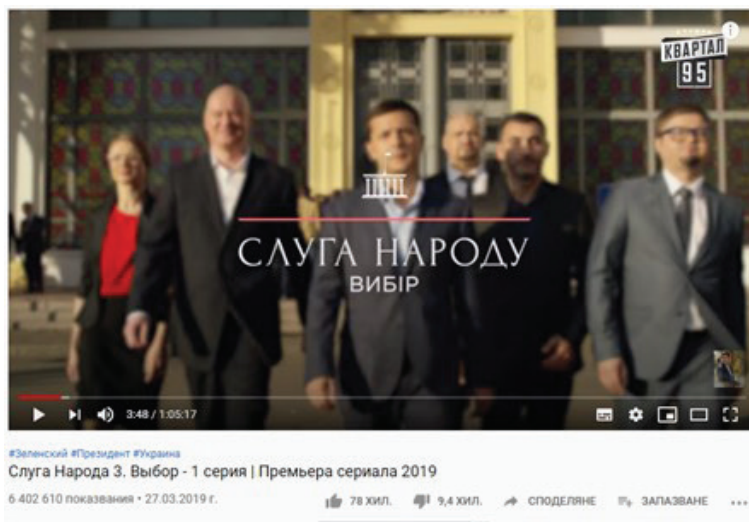 КВАРТАЛ
95
СЛУГА НАРОДУ
ВИБІР
3:48 / 1:05:17
#Зеленский #Президент #Украина
Слуга Народа 3. Выбор - 1 серия | Премьера сериала 2019
6 402 610 показвания • 27.03.2019 г.
78 ХИЛ. 9,4 ХИЛ. СПОДЕЛЯНЕ ЗАПАЗВАНЕ